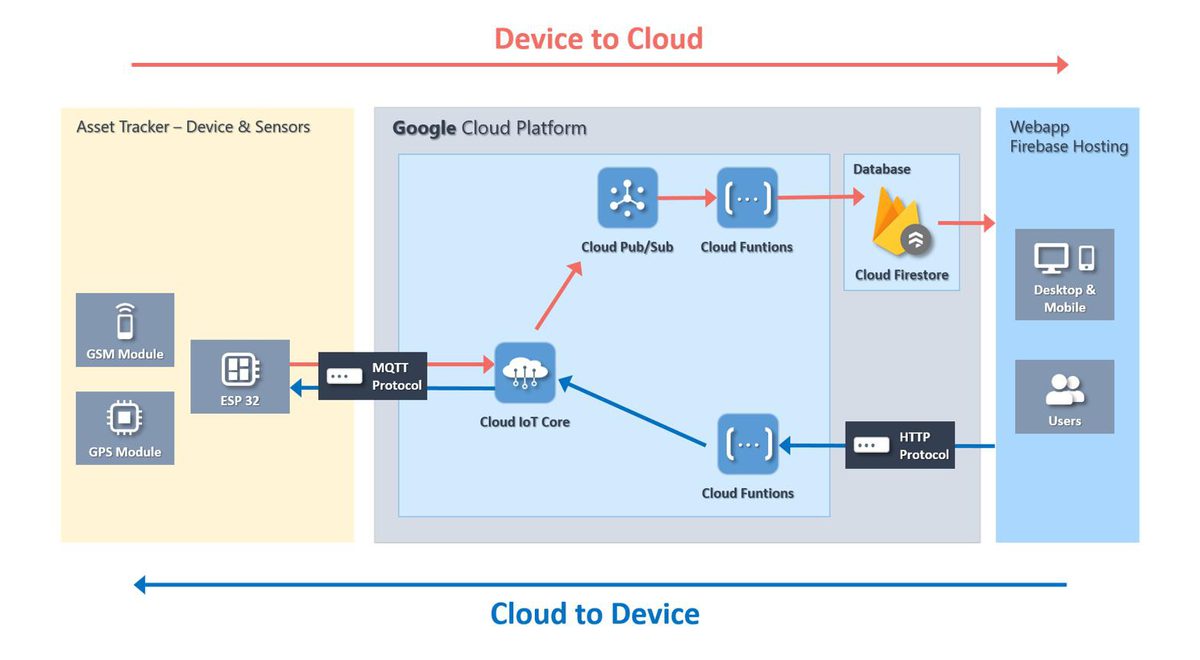 Device to Cloud
Asset Tracker – Device & Sensors
GSM Module
GPS Module
ESP 32
MQTT
Protocol
Google Cloud Platform
Cloud Pub/Sub
Cloud Funtions
Database
Cloud Firestore
Cloud IoT Core
Cloud Funtions
HTTP
Protocol
Webapp
Firebase Hosting
Desktop &
Mobile
Users
Cloud to Device